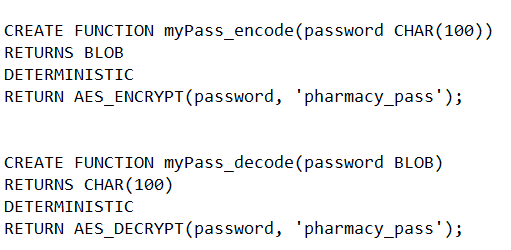 CREATE FUNCTION myPass_encode(password CHAR(100))
RETURNS BLOB
DETERMINISTIC
RETURN AES_ENCRYPT(password, 'pharmacy_pass');
CREATE FUNCTION myPass_decode(password BLOB)
RETURNS CHAR(100)
DETERMINISTIC
RETURN AES_DECRYPT(password, 'pharmacy_pass');